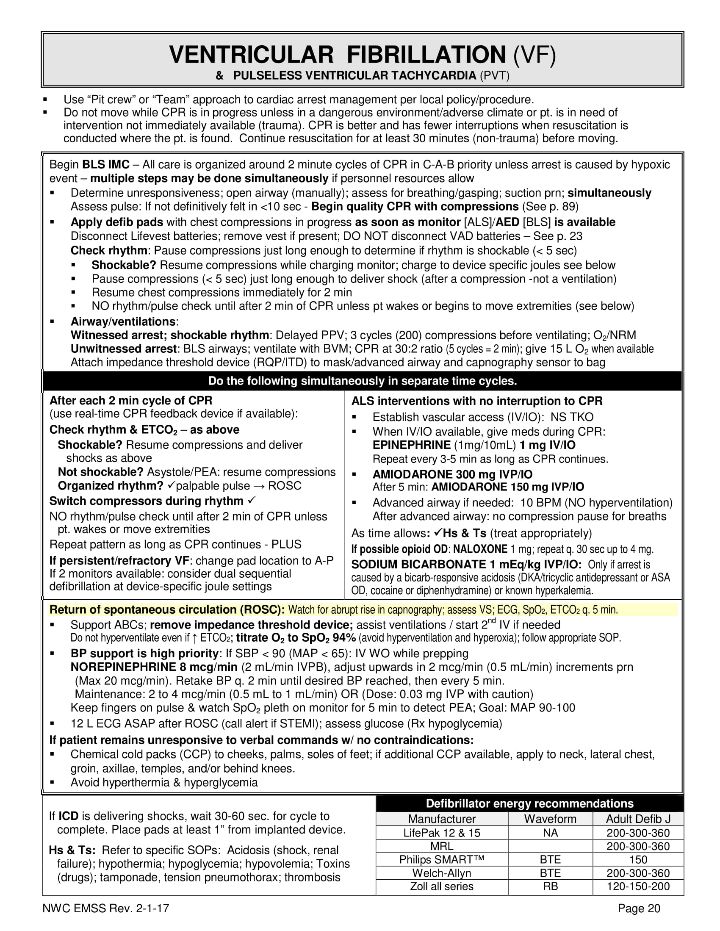 VENTRICULAR FIBRILLATION (VF)
& PULSELESS VENTRICULAR TACHYCARDIA (PVT)
▪ Use “Pit crew” or “Team” approach to cardiac arrest management per local policy/procedure.
▪ Do not move while CPR is in progress unless in a dangerous environment/adverse climate or pt. is in need of
intervention not immediately available (trauma). CPR is better and has fewer interruptions when resuscitation is
conducted where the pt. is found. Continue resuscitation for at least 30 minutes (non-trauma) before moving.
Begin BLS IMC – All care is organized around 2 minute cycles of CPR in C-A-B priority unless arrest is caused by hypoxic
event – multiple steps may be done simultaneously if personnel resources allow
▪ Determine unresponsiveness; open airway (manually); assess for breathing/gasping; suction prn; simultaneously
Assess pulse: If not definitively felt in <10 sec - Begin quality CPR with compressions (See p. 89)
▪ Apply defib pads with chest compressions in progress as soon as monitor [ALS]/AED [BLS] is available
Disconnect Lifevest batteries; remove vest if present; DO NOT disconnect VAD batteries – See p. 23
Check rhythm: Pause compressions just long enough to determine if rhythm is shockable (< 5 sec)
▪ Shockable? Resume compressions while charging monitor; charge to device specific joules see below
▪ Pause compressions (< 5 sec) just long enough to deliver shock (after a compression -not a ventilation)
▪ Resume chest compressions immediately for 2 min
▪ NO rhythm/pulse check until after 2 min of CPR unless pt wakes or begins to move extremities (see below)
▪ Airway/ventilations:
Witnessed arrest; shockable rhythm: Delayed PPV; 3 cycles (200) compressions before ventilating; O₂/NRM
Unwitnessed arrest: BLS airways; ventilate with BVM; CPR at 30:2 ratio (5 cycles = 2 min); give 15 L O₂ when available
Attach impedance threshold device (RQP/ITD) to mask/advanced airway and capnography sensor to bag
Do the following simultaneously in separate time cycles.
After each 2 min cycle of CPR
(use real-time CPR feedback device if available):
Check rhythm & ETCO₂ – as above
Shockable? Resume compressions and deliver
shocks as above
Not shockable? Asystole/PEA: resume compressions
Organized rhythm? ✓palpable pulse → ROSC
Switch compressors during rhythm ✓
NO rhythm/pulse check until after 2 min of CPR unless
pt. wakes or move extremities
Repeat pattern as long as CPR continues - PLUS
If persistent/refractory VF: change pad location to A-P
If 2 monitors available: consider dual sequential
defibrillation at device-specific joule settings
ALS interventions with no interruption to CPR
▪ Establish vascular access (IV/IO): NS TKO
▪ When IV/IO available, give meds during CPR:
EPINEPHRINE (1mg/10mL) 1 mg IV/IO
Repeat every 3-5 min as long as CPR continues.
▪ AMIODARONE 300 mg IVP/IO
After 5 min: AMIODARONE 150 mg IVP/IO
▪ Advanced airway if needed: 10 BPM (NO hyperventilation)
After advanced airway: no compression pause for breaths
As time allows: ✓Hs & Ts (treat appropriately)
If possible opioid OD: NALOXONE 1 mg; repeat q. 30 sec up to 4 mg.
SODIUM BICARBONATE 1 mEq/kg IVP/IO: Only if arrest is
caused by a bicarb-responsive acidosis (DKA/tricyclic antidepressant or ASA
OD, cocaine or diphenhydramine) or known hyperkalemia.
Return of spontaneous circulation (ROSC): Watch for abrupt rise in capnography; assess VS; ECG, SpO₂, ETCO₂ q. 5 min.
▪ Support ABCs; remove impedance threshold device; assist ventilations / start 2nd IV if needed
Do not hyperventilate even if ↑ ETCO₂; titrate O₂ to SpO₂ 94% (avoid hyperventilation and hyperoxia); follow appropriate SOP.
▪ BP support is high priority: If SBP < 90 (MAP < 65): IV WO while prepping
NOREPINEPHRINE 8 mcg/min (2 mL/min IVPB), adjust upwards in 2 mcg/min (0.5 mL/min) increments prn
(Max 20 mcg/min). Retake BP q. 2 min until desired BP reached, then every 5 min.
Maintenance: 2 to 4 mcg/min (0.5 mL to 1 mL/min) OR (Dose: 0.03 mg IVP with caution)
Keep fingers on pulse & watch SpO₂ pleth on monitor for 5 min to detect PEA; Goal: MAP 90-100
▪ 12 L ECG ASAP after ROSC (call alert if STEMI); assess glucose (Rx hypoglycemia)
If patient remains unresponsive to verbal commands w/ no contraindications:
▪ Chemical cold packs (CCP) to cheeks, palms, soles of feet; if additional CCP available, apply to neck, lateral chest,
groin, axillae, temples, and/or behind knees.
▪ Avoid hyperthermia & hyperglycemia
If ICD is delivering shocks, wait 30-60 sec. for cycle to
complete. Place pads at least 1” from implanted device.
Hs & Ts: Refer to specific SOPs: Acidosis (shock, renal
failure); hypothermia; hypoglycemia; hypovolemia; Toxins
(drugs); tamponade, tension pneumothorax; thrombosis
Defibrillator energy recommendations
Manufacturer Waveform Adult Defib J
LifePak 12 & 15 NA 200-300-360
MRL 200-300-360
Philips SMART™ BTE 150
Welch-Allyn BTE 200-300-360
Zoll all series RB 120-150-200
NWC EMSS Rev. 2-1-17 Page 20